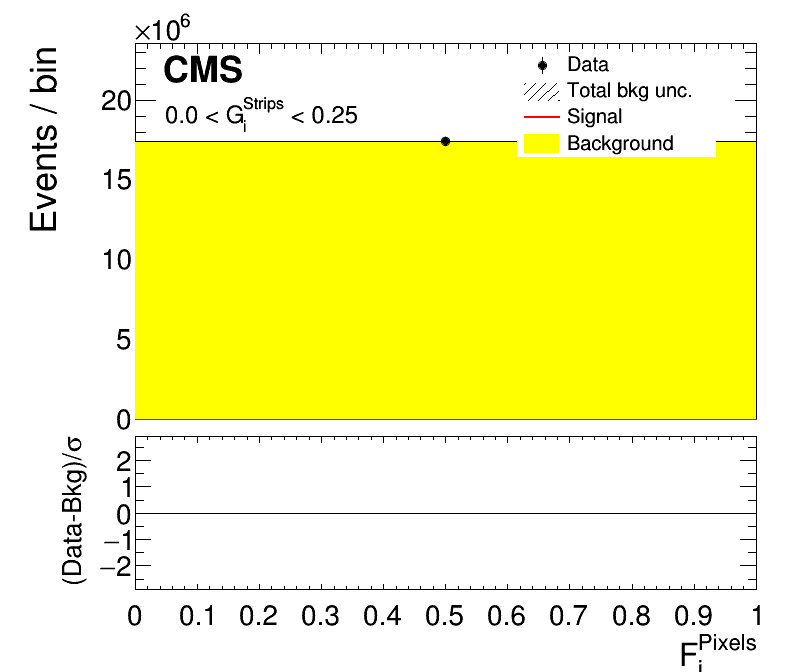 ×10⁶
Events / bin
CMS
0.0 < G_i^Strips < 0.25
Data
Total bkg unc.
Signal
Background
20
15
10
5
0
(Data-Bkg)/σ
2
1
0
−1
−2
0 0.1 0.2 0.3 0.4 0.5 0.6 0.7 0.8 0.9 1
F_i^Pixels